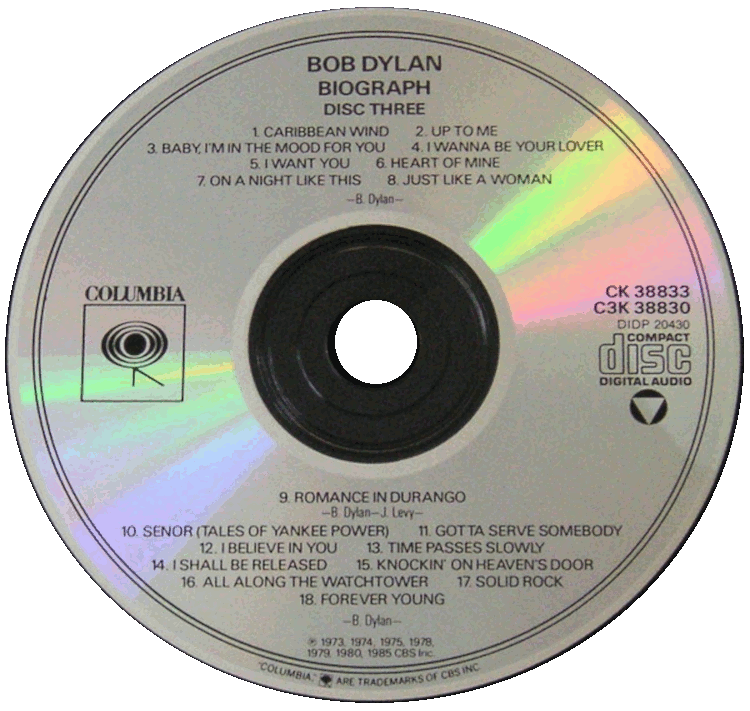 BOB DYLAN
BIOGRAPH
DISC THREE
1. CARIBBEAN WIND 2. UP TO ME
3. BABY, I'M IN THE MOOD FOR YOU 4. I WANNA BE YOUR LOVER
5. I WANT YOU 6. HEART OF MINE
7. ON A NIGHT LIKE THIS 8. JUST LIKE A WOMAN
—B. Dylan—
COLUMBIA
CK 38833
C3K 38830
DIDP 20430
COMPACT
disc
DIGITAL AUDIO
9. ROMANCE IN DURANGO
—B. Dylan—J. Levy—
10. SENOR (TALES OF YANKEE POWER) 11. GOTTA SERVE SOMEBODY
12. I BELIEVE IN YOU 13. TIME PASSES SLOWLY
14. I SHALL BE RELEASED 15. KNOCKIN' ON HEAVEN'S DOOR
16. ALL ALONG THE WATCHTOWER 17. SOLID ROCK
18. FOREVER YOUNG
—B. Dylan—
℗ 1973, 1974, 1975, 1978,
1979, 1980, 1985 CBS Inc.
"COLUMBIA," ARE TRADEMARKS OF CBS INC.